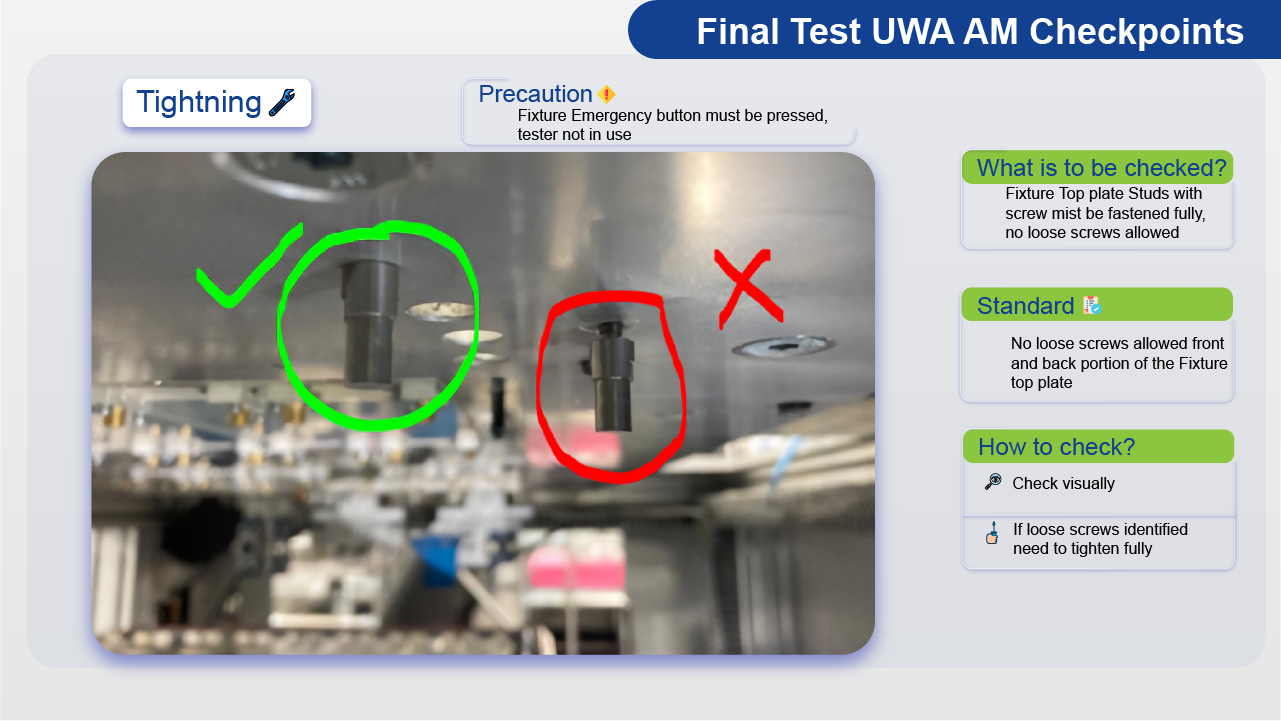 Final Test UWA AM Checkpoints
Tightning
Precaution
Fixture Emergency button must be pressed,
tester not in use
What is to be checked?
Fixture Top plate Studs with
screw mist be fastened fully,
no loose screws allowed
Standard
No loose screws allowed front
and back portion of the Fixture
top plate
How to check?
Check visually
If loose screws identified
need to tighten fully